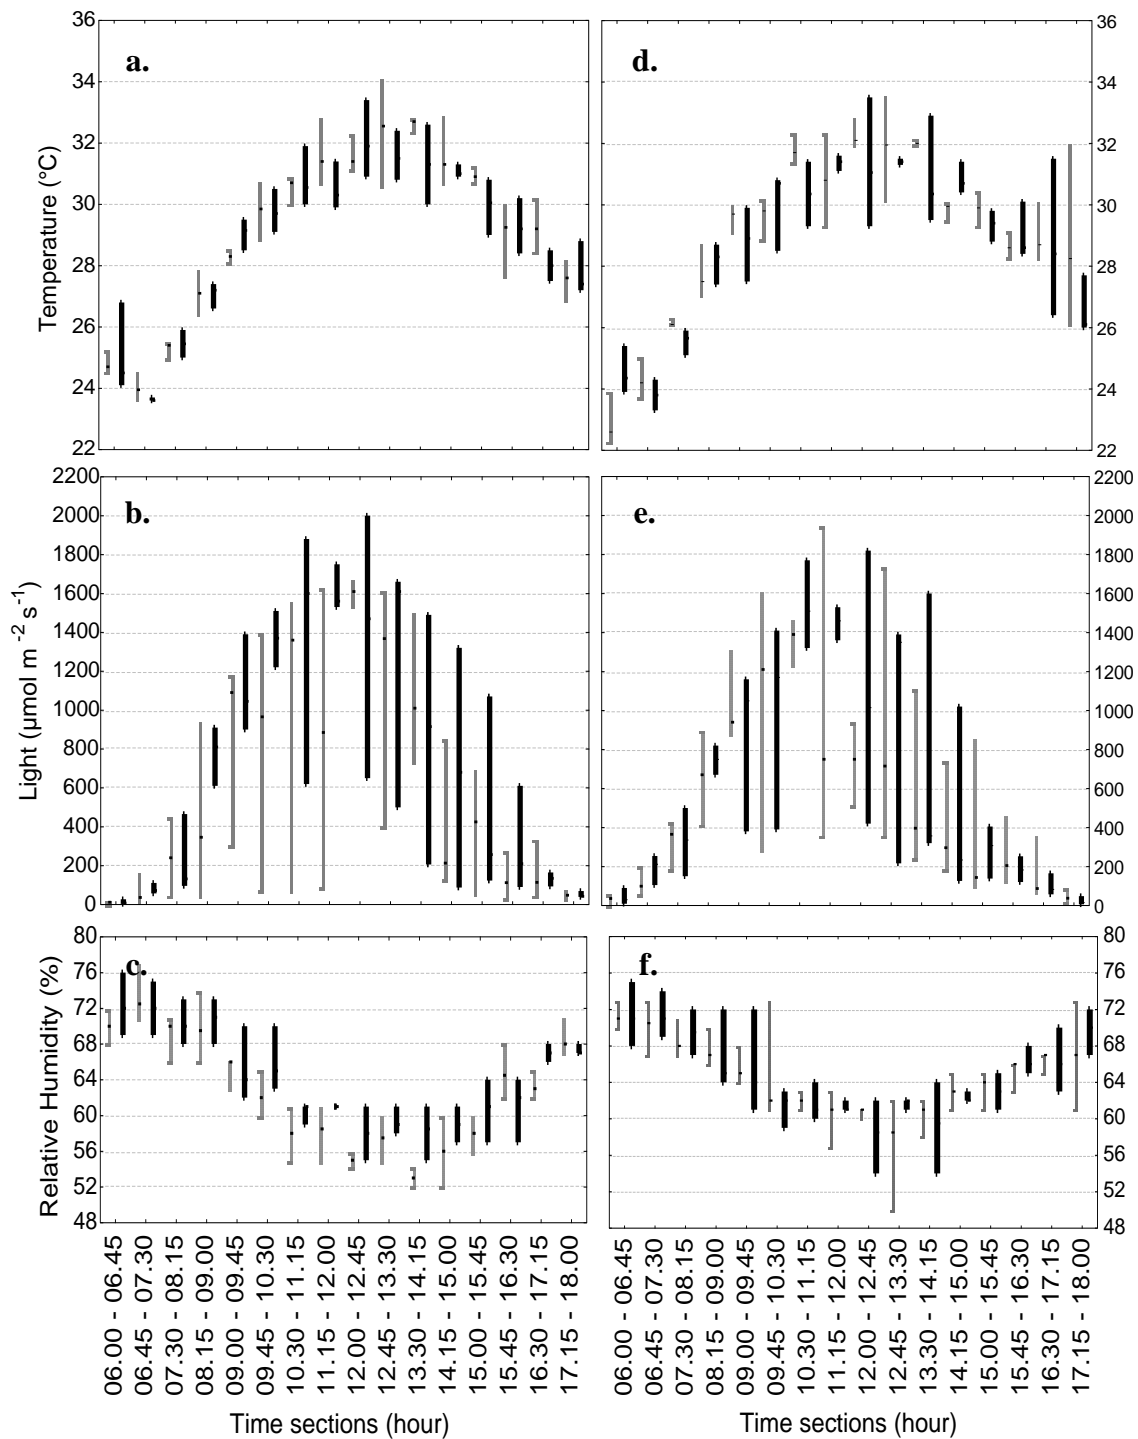 36
34
32
30
28
26
24
22
Temperature (°C)
a.
d.
36
34
32
30
28
26
24
22
2200
2000
1800
1600
1400
1200
1000
800
600
400
200
0
Light (µmol m -2 s-1)
b.
e.
2200
2000
1800
1600
1400
1200
1000
800
600
400
200
0
80
76
72
68
64
60
56
52
48
Relative Humidity (%)
c.
f.
80
76
72
68
64
60
56
52
48
06.00 - 06.45
06.45 - 07.30
07.30 - 08.15
08.15 - 09.00
09.00 - 09.45
09.45 - 10.30
10.30 - 11.15
11.15 - 12.00
12.00 - 12.45
12.45 - 13.30
13.30 - 14.15
14.15 - 15.00
15.00 - 15.45
15.45 - 16.30
16.30 - 17.15
17.15 - 18.00
Time sections (hour)
06.00 - 06.45
06.45 - 07.30
07.30 - 08.15
08.15 - 09.00
09.00 - 09.45
09.45 - 10.30
10.30 - 11.15
11.15 - 12.00
12.00 - 12.45
12.45 - 13.30
13.30 - 14.15
14.15 - 15.00
15.00 - 15.45
15.45 - 16.30
16.30 - 17.15
17.15 - 18.00
Time sections (hour)